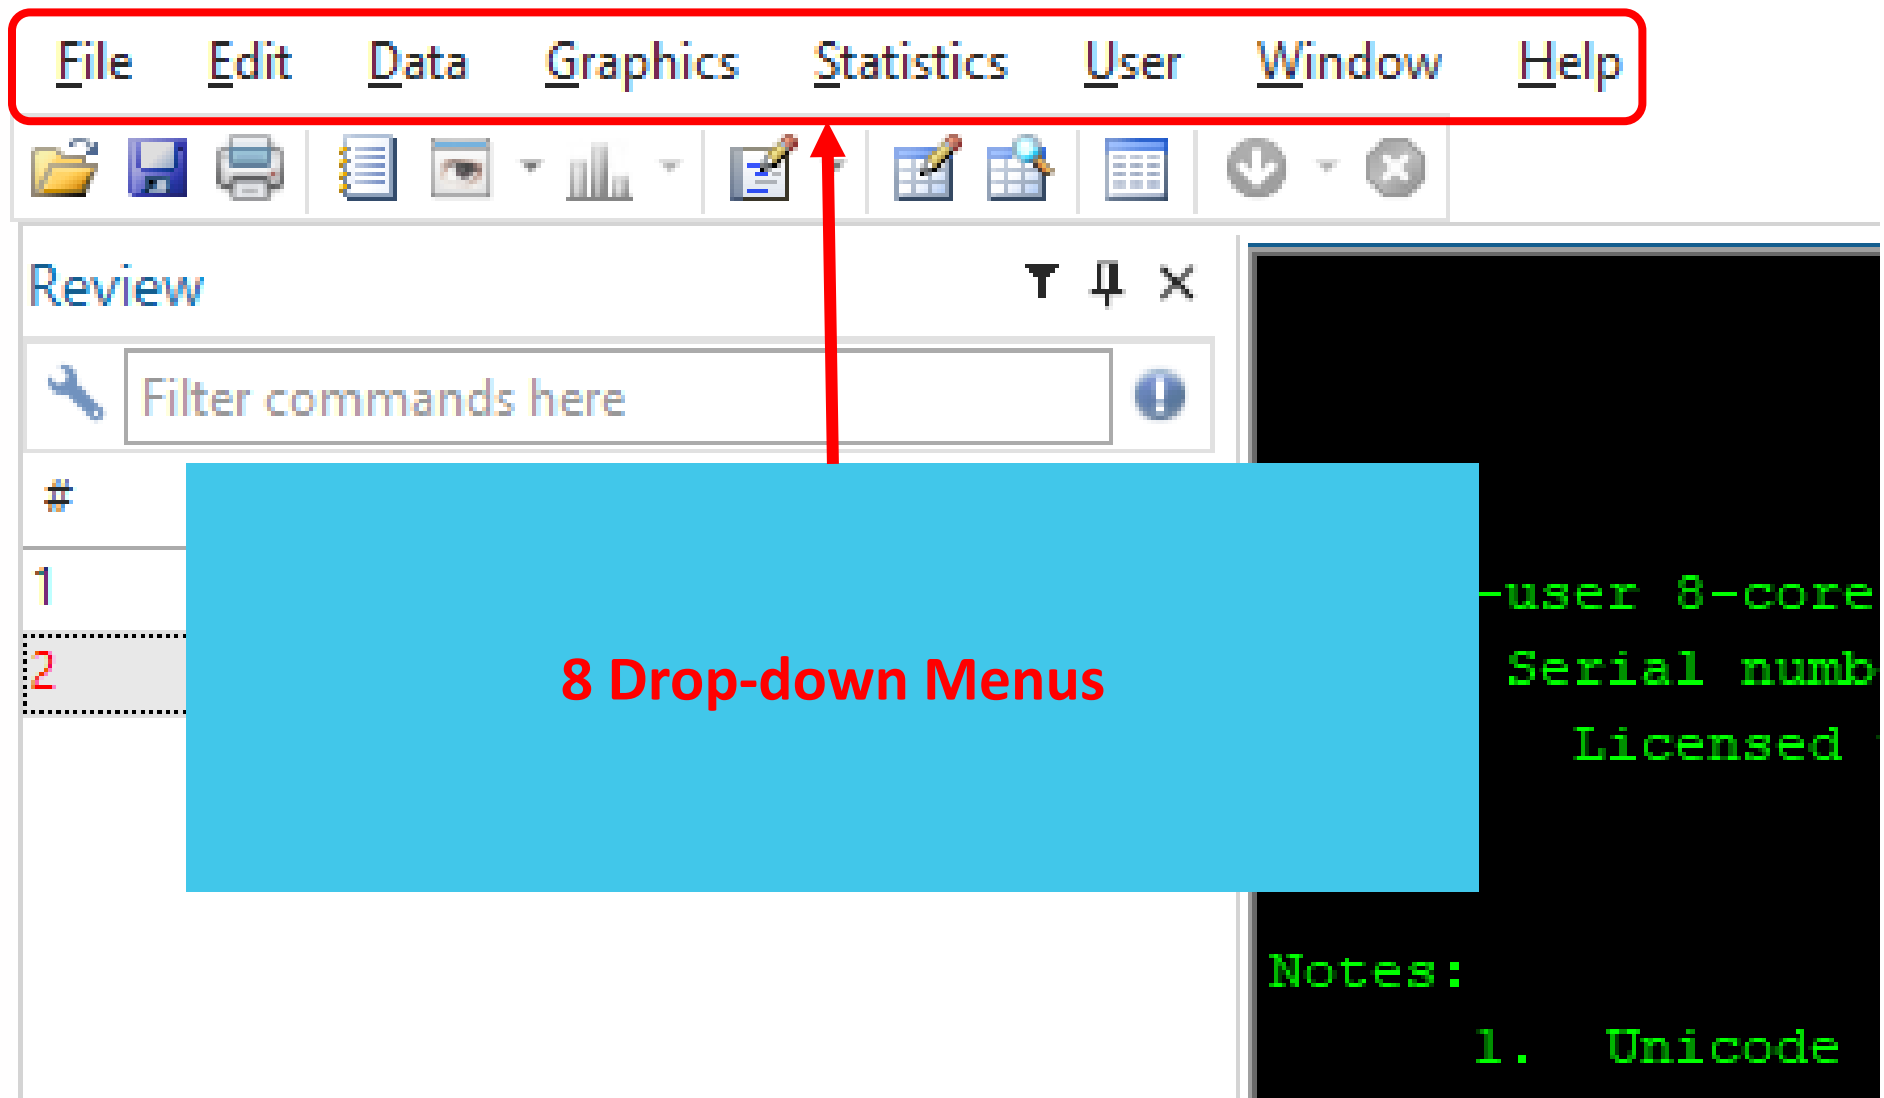 File Edit Data Graphics Statistics User Window Help
Review
Filter commands here
#
1
2
8 Drop-down Menus
-user 8-core
Serial numb
Licensed
Notes:
1. Unicode